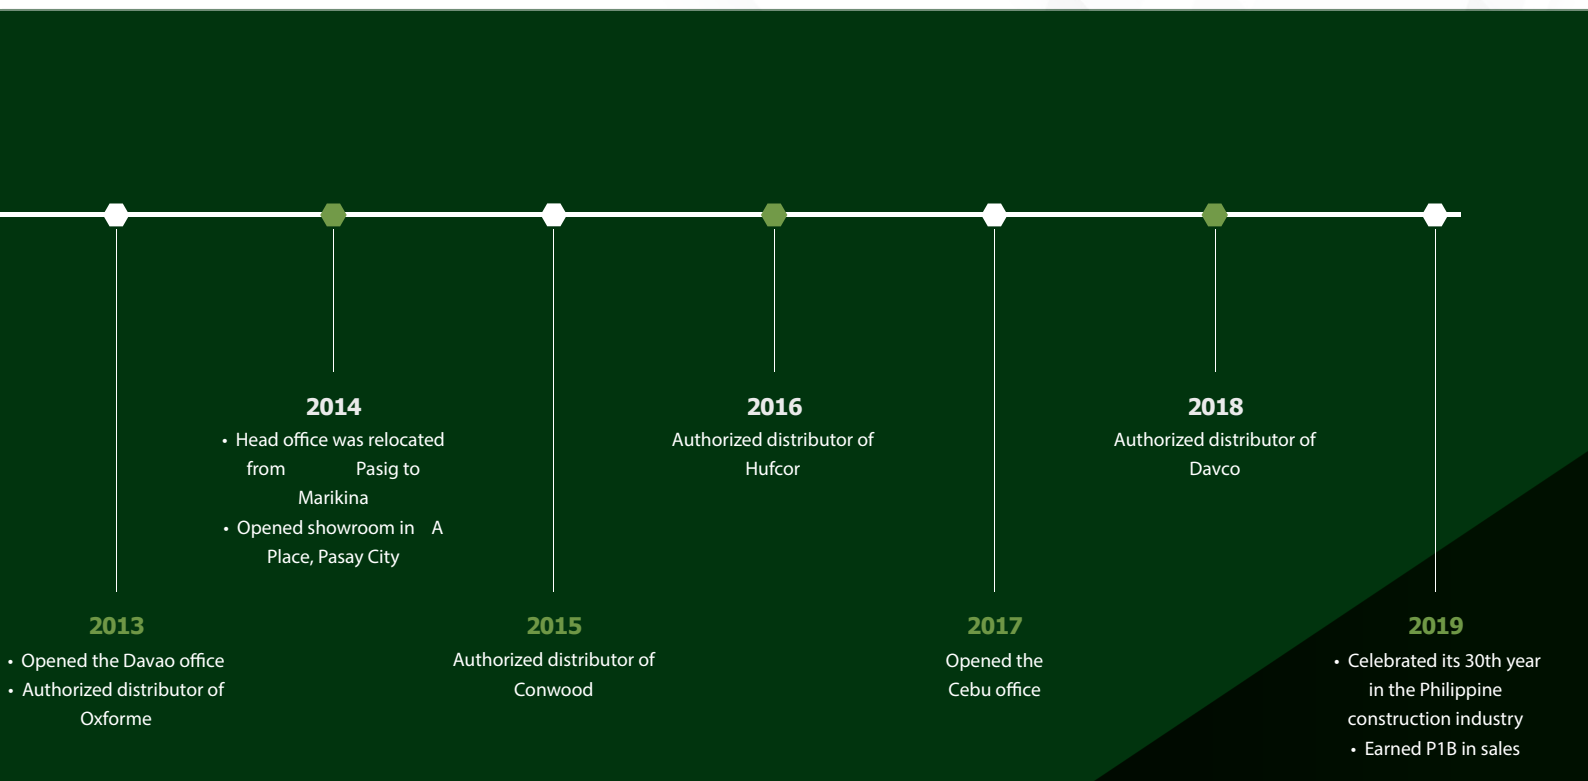 2013
• Opened the Davao office
• Authorized distributor of
Oxforme
2014
• Head office was relocated
from Pasig to
Marikina
• Opened showroom in A
Place, Pasay City
2015
Authorized distributor of
Conwood
2016
Authorized distributor of
Hufcor
2017
Opened the
Cebu office
2018
Authorized distributor of
Davco
2019
• Celebrated its 30th year
in the Philippine
construction industry
• Earned P1B in sales